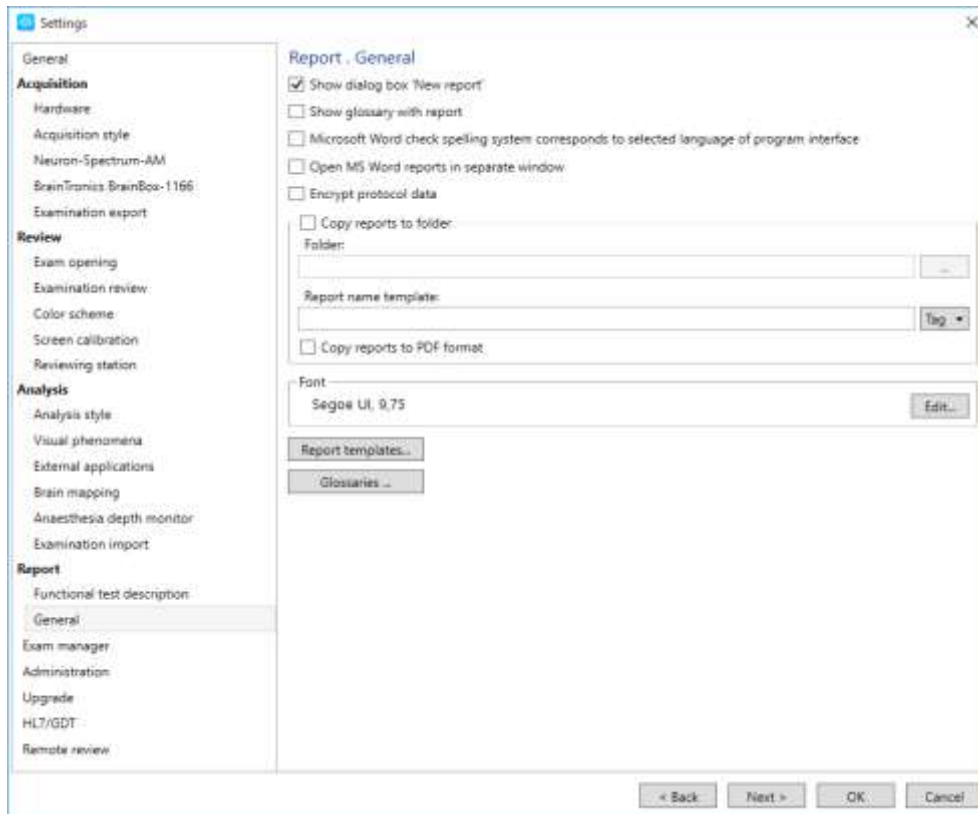 Settings
General
Acquisition
Hardware
Acquisition style
Neuron-Spectrum-AM
BrainTronics BrainBox-1166
Examination export
Review
Exam opening
Examination review
Color scheme
Screen calibration
Reviewing station
Analysis
Analysis style
Visual phenomena
External applications
Brain mapping
Anaesthesia depth monitor
Examination import
Report
Functional test description
General
Exam manager
Administration
Upgrade
HL7/GDT
Remote review
Report . General
Show dialog box 'New report'
Show glossary with report
Microsoft Word check spelling system corresponds to selected language of program interface
Open MS Word reports in separate window
Encrypt protocol data
Copy reports to folder
Folder:
...
Report name template:
Tag
Copy reports to PDF format
Font
Segoe UI, 9,75
Edit...
Report templates...
Glossaries ...
< Back
Next >
OK
Cancel